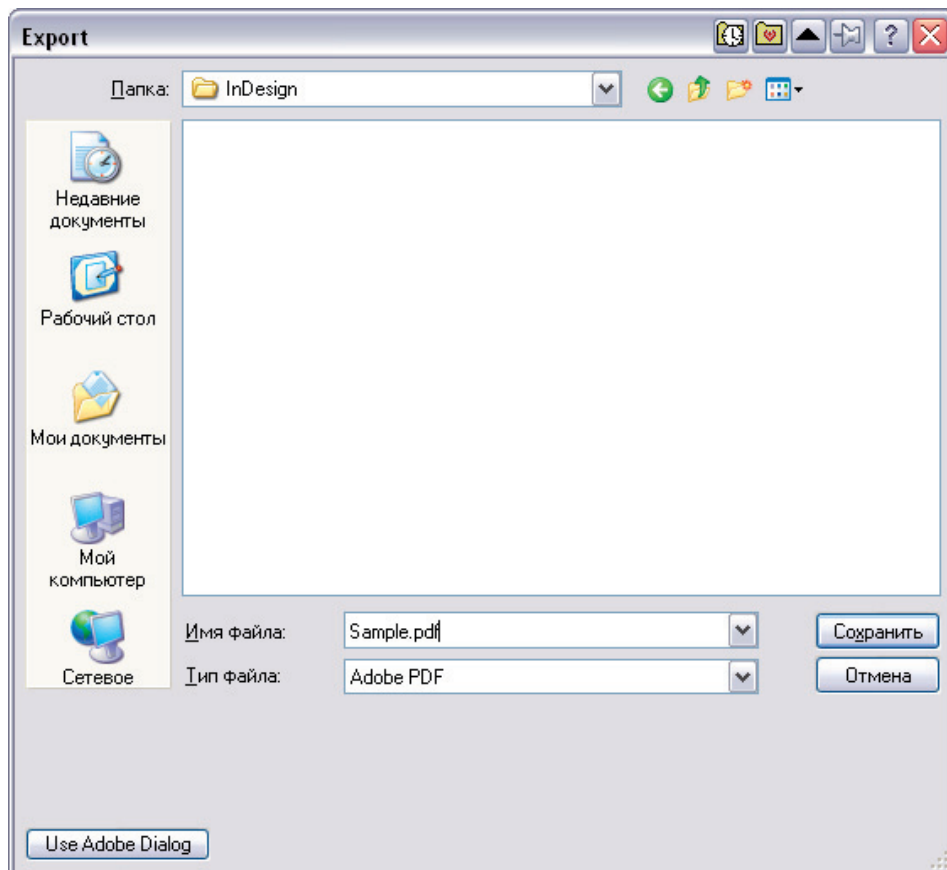 Export
?
Папка:
InDesign
Недавние
документы
Рабочий стол
Мои документы
Мой
компьютер
Сетевое
Имя файла:
Sample.pdf
Сохранить
Тип файла:
Adobe PDF
Отмена
Use Adobe Dialog